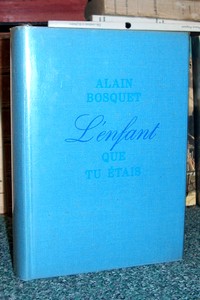 ALAIN
BOSQUET
L'enfant
QUE
TU ÉTAIS